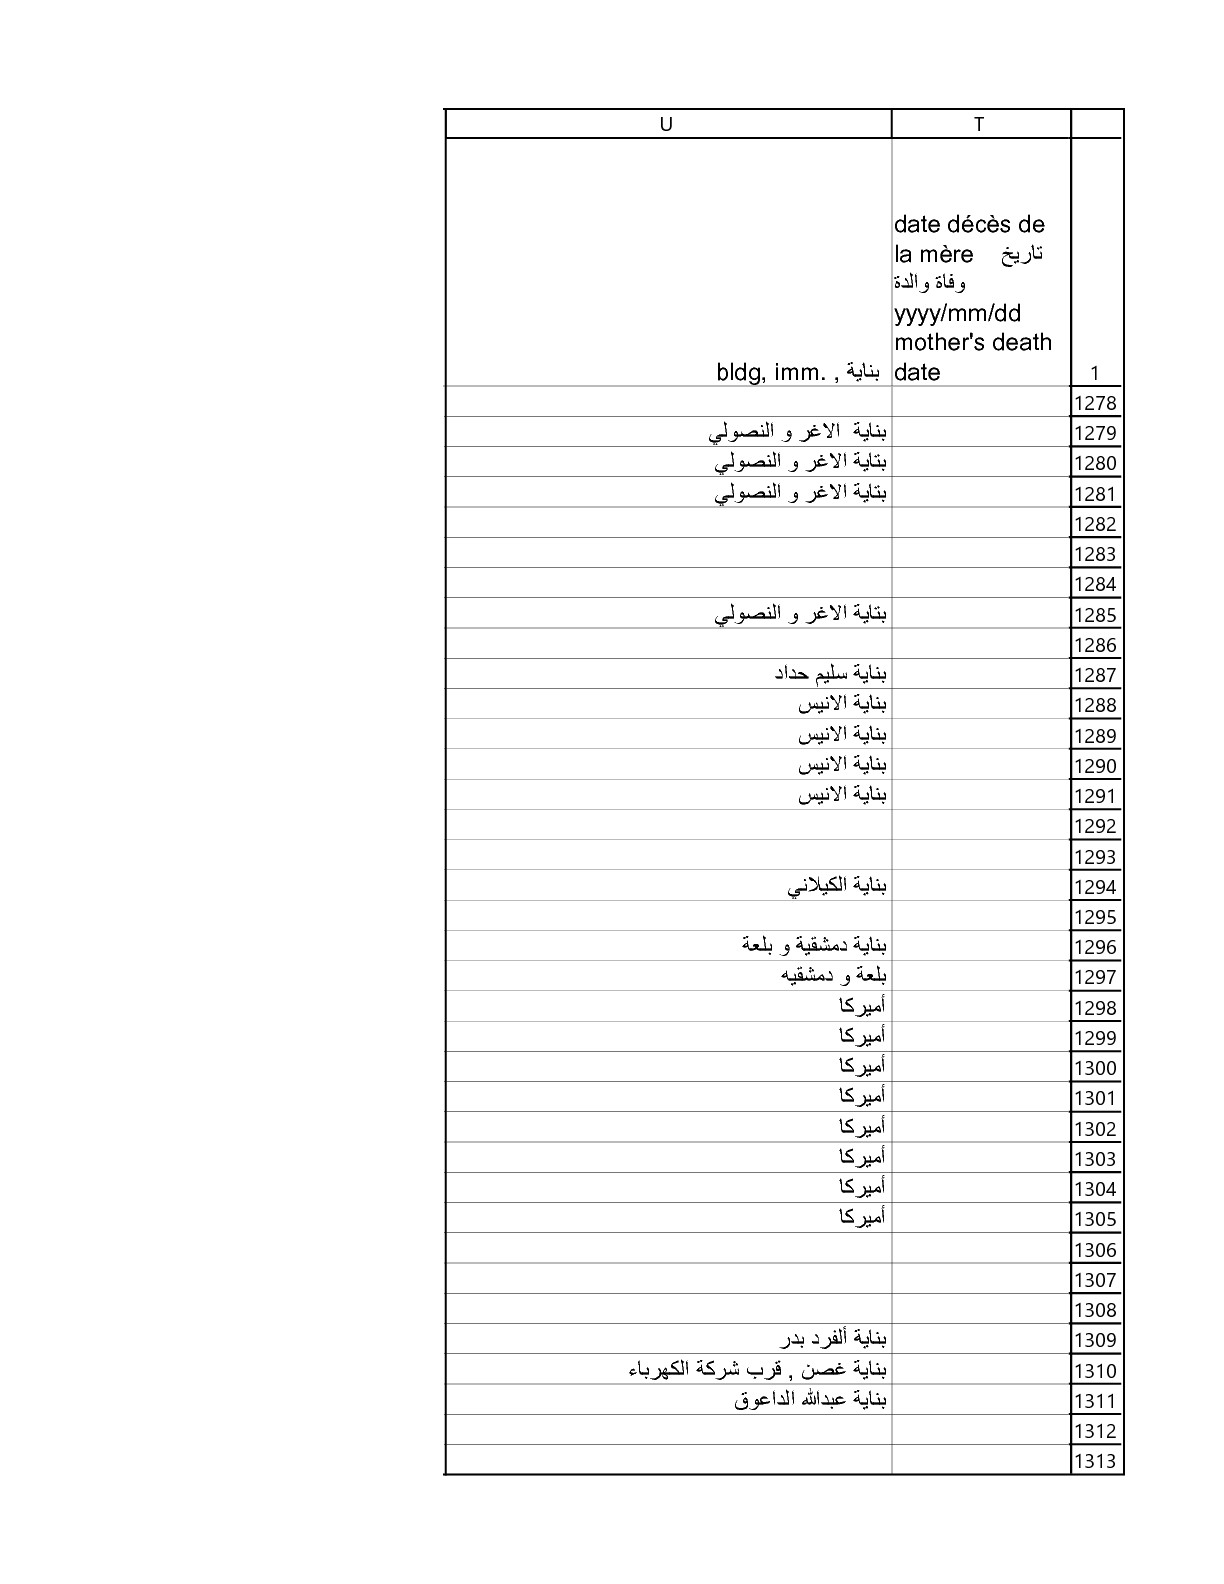 U T
date décès de
la mère تاريخ
وفاة والدة
yyyy/mm/dd
mother's death
bldg, imm. , بناية date 1
1278
بناية الاغر و النصولي 1279
بتاية الاغر و النصولي 1280
بتاية الاغر و النصولي 1281
1282
1283
1284
بتاية الاغر و النصولي 1285
1286
بناية سليم حداد 1287
بناية الانيس 1288
بناية الانيس 1289
بناية الانيس 1290
بناية الانيس 1291
1292
1293
بناية الكيلاني 1294
1295
بناية دمشقية و بلعة 1296
بلعة و دمشقيه 1297
أميركا 1298
أميركا 1299
أميركا 1300
أميركا 1301
أميركا 1302
أميركا 1303
أميركا 1304
أميركا 1305
1306
1307
1308
بناية ألفرد بدر 1309
بناية غصن , قرب شركة الكهرباء 1310
بناية عبدالله الداعوق 1311
1312
1313